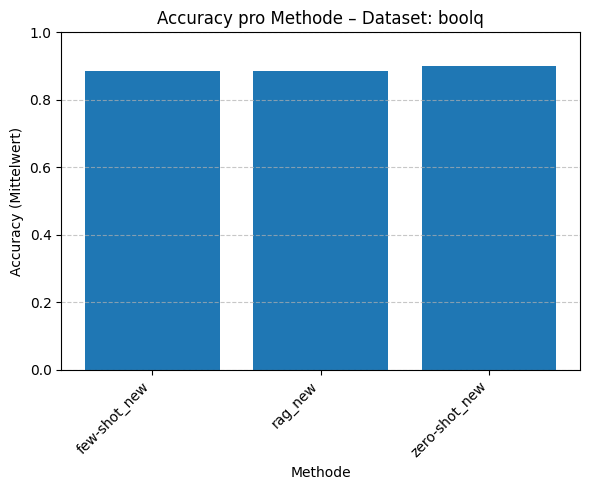 Accuracy pro Methode – Dataset: boolq
1.0
0.8
0.6
0.4
0.2
0.0
Accuracy (Mittelwert)
few-shot_new
rag_new
zero-shot_new
Methode